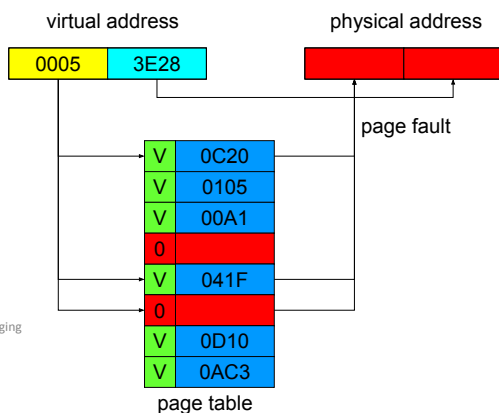 virtual address physical address
0005 3E28
page fault
V 0C20
V 0105
V 00A1
0
V 041F
0
V 0D10
V 0AC3
page table